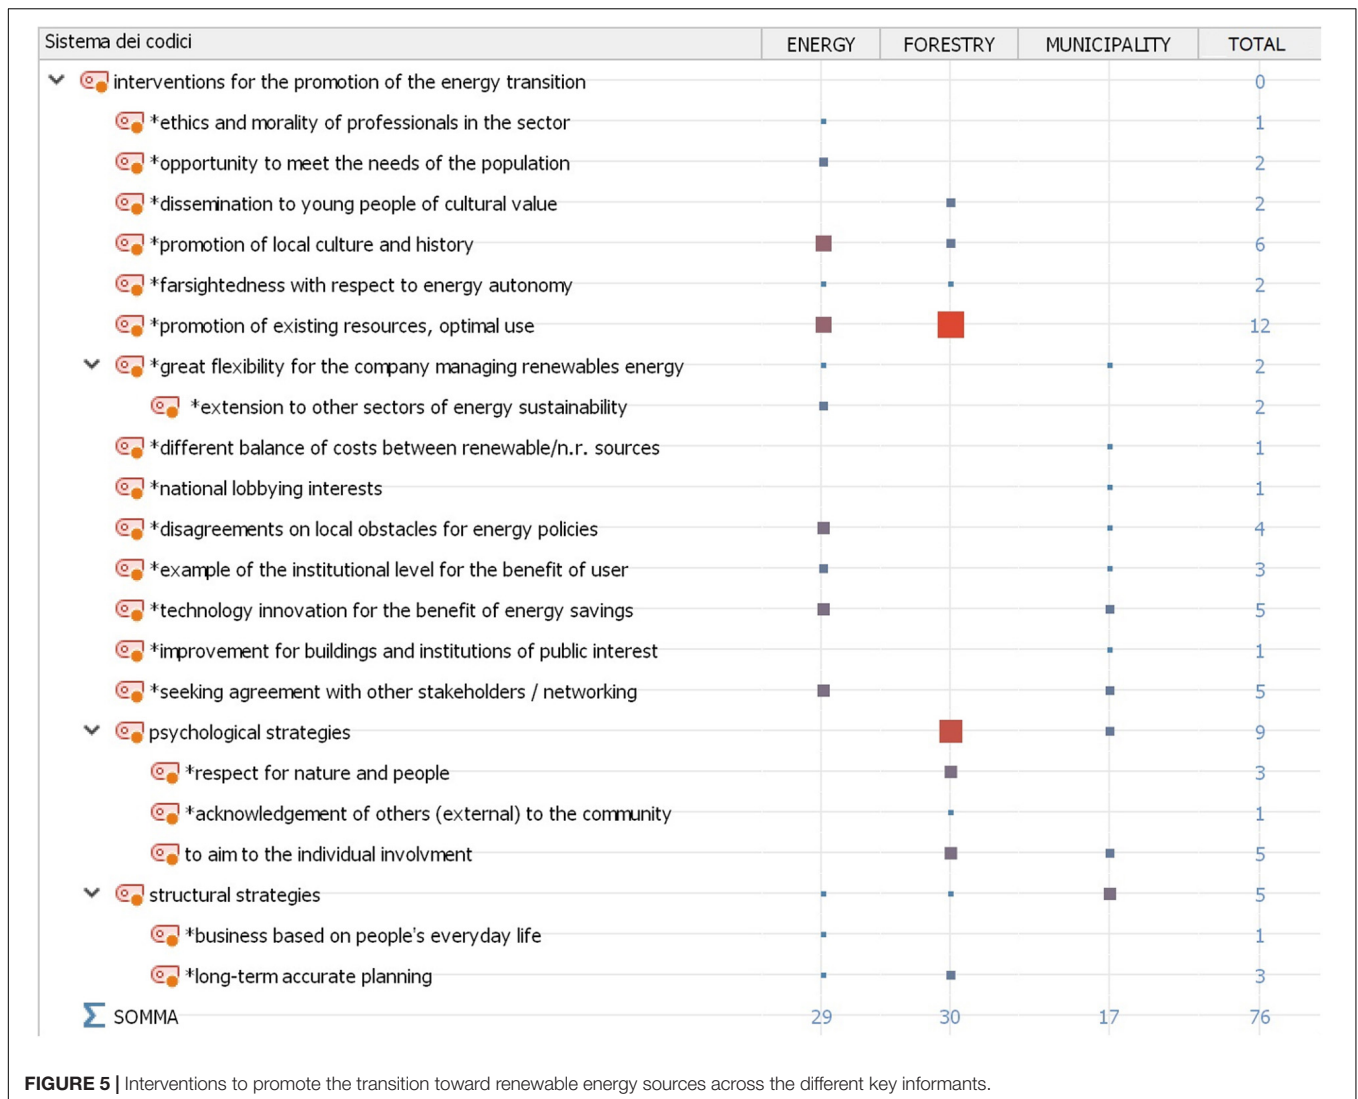 Sistema dei codici ENERGY FORESTRY MUNICIPALITY TOTAL
interventions for the promotion of the energy transition 0
*ethics and morality of professionals in the sector 1
*opportunity to meet the needs of the population 2
*dissemination to young people of cultural value 2
*promotion of local culture and history 6
*farsightedness with respect to energy autonomy 2
*promotion of existing resources, optimal use 12
*great flexibility for the company managing renewables energy 2
*extension to other sectors of energy sustainability 2
*different balance of costs between renewable/n.r. sources 1
*national lobbying interests 1
*disagreements on local obstacles for energy policies 4
*example of the institutional level for the benefit of user 3
*technology innovation for the benefit of energy savings 5
*improvement for buildings and institutions of public interest 1
*seeking agreement with other stakeholders / networking 5
psychological strategies 9
*respect for nature and people 3
*acknowledgement of others (external) to the community 1
to aim to the individual involvment 5
structural strategies 5
*business based on people's everyday life 1
*long-term accurate planning 3
Σ SOMMA 29 30 17 76
FIGURE 5 | Interventions to promote the transition toward renewable energy sources across the different key informants.